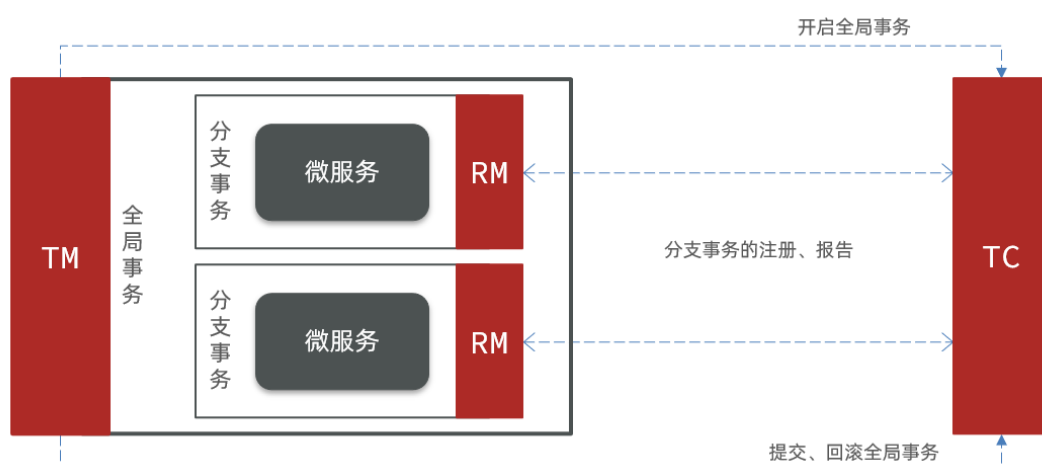 开启全局事务
TM
全局事务
分支事务
微服务
RM
分支事务的注册、报告
TC
分支事务
微服务
RM
提交、回滚全局事务